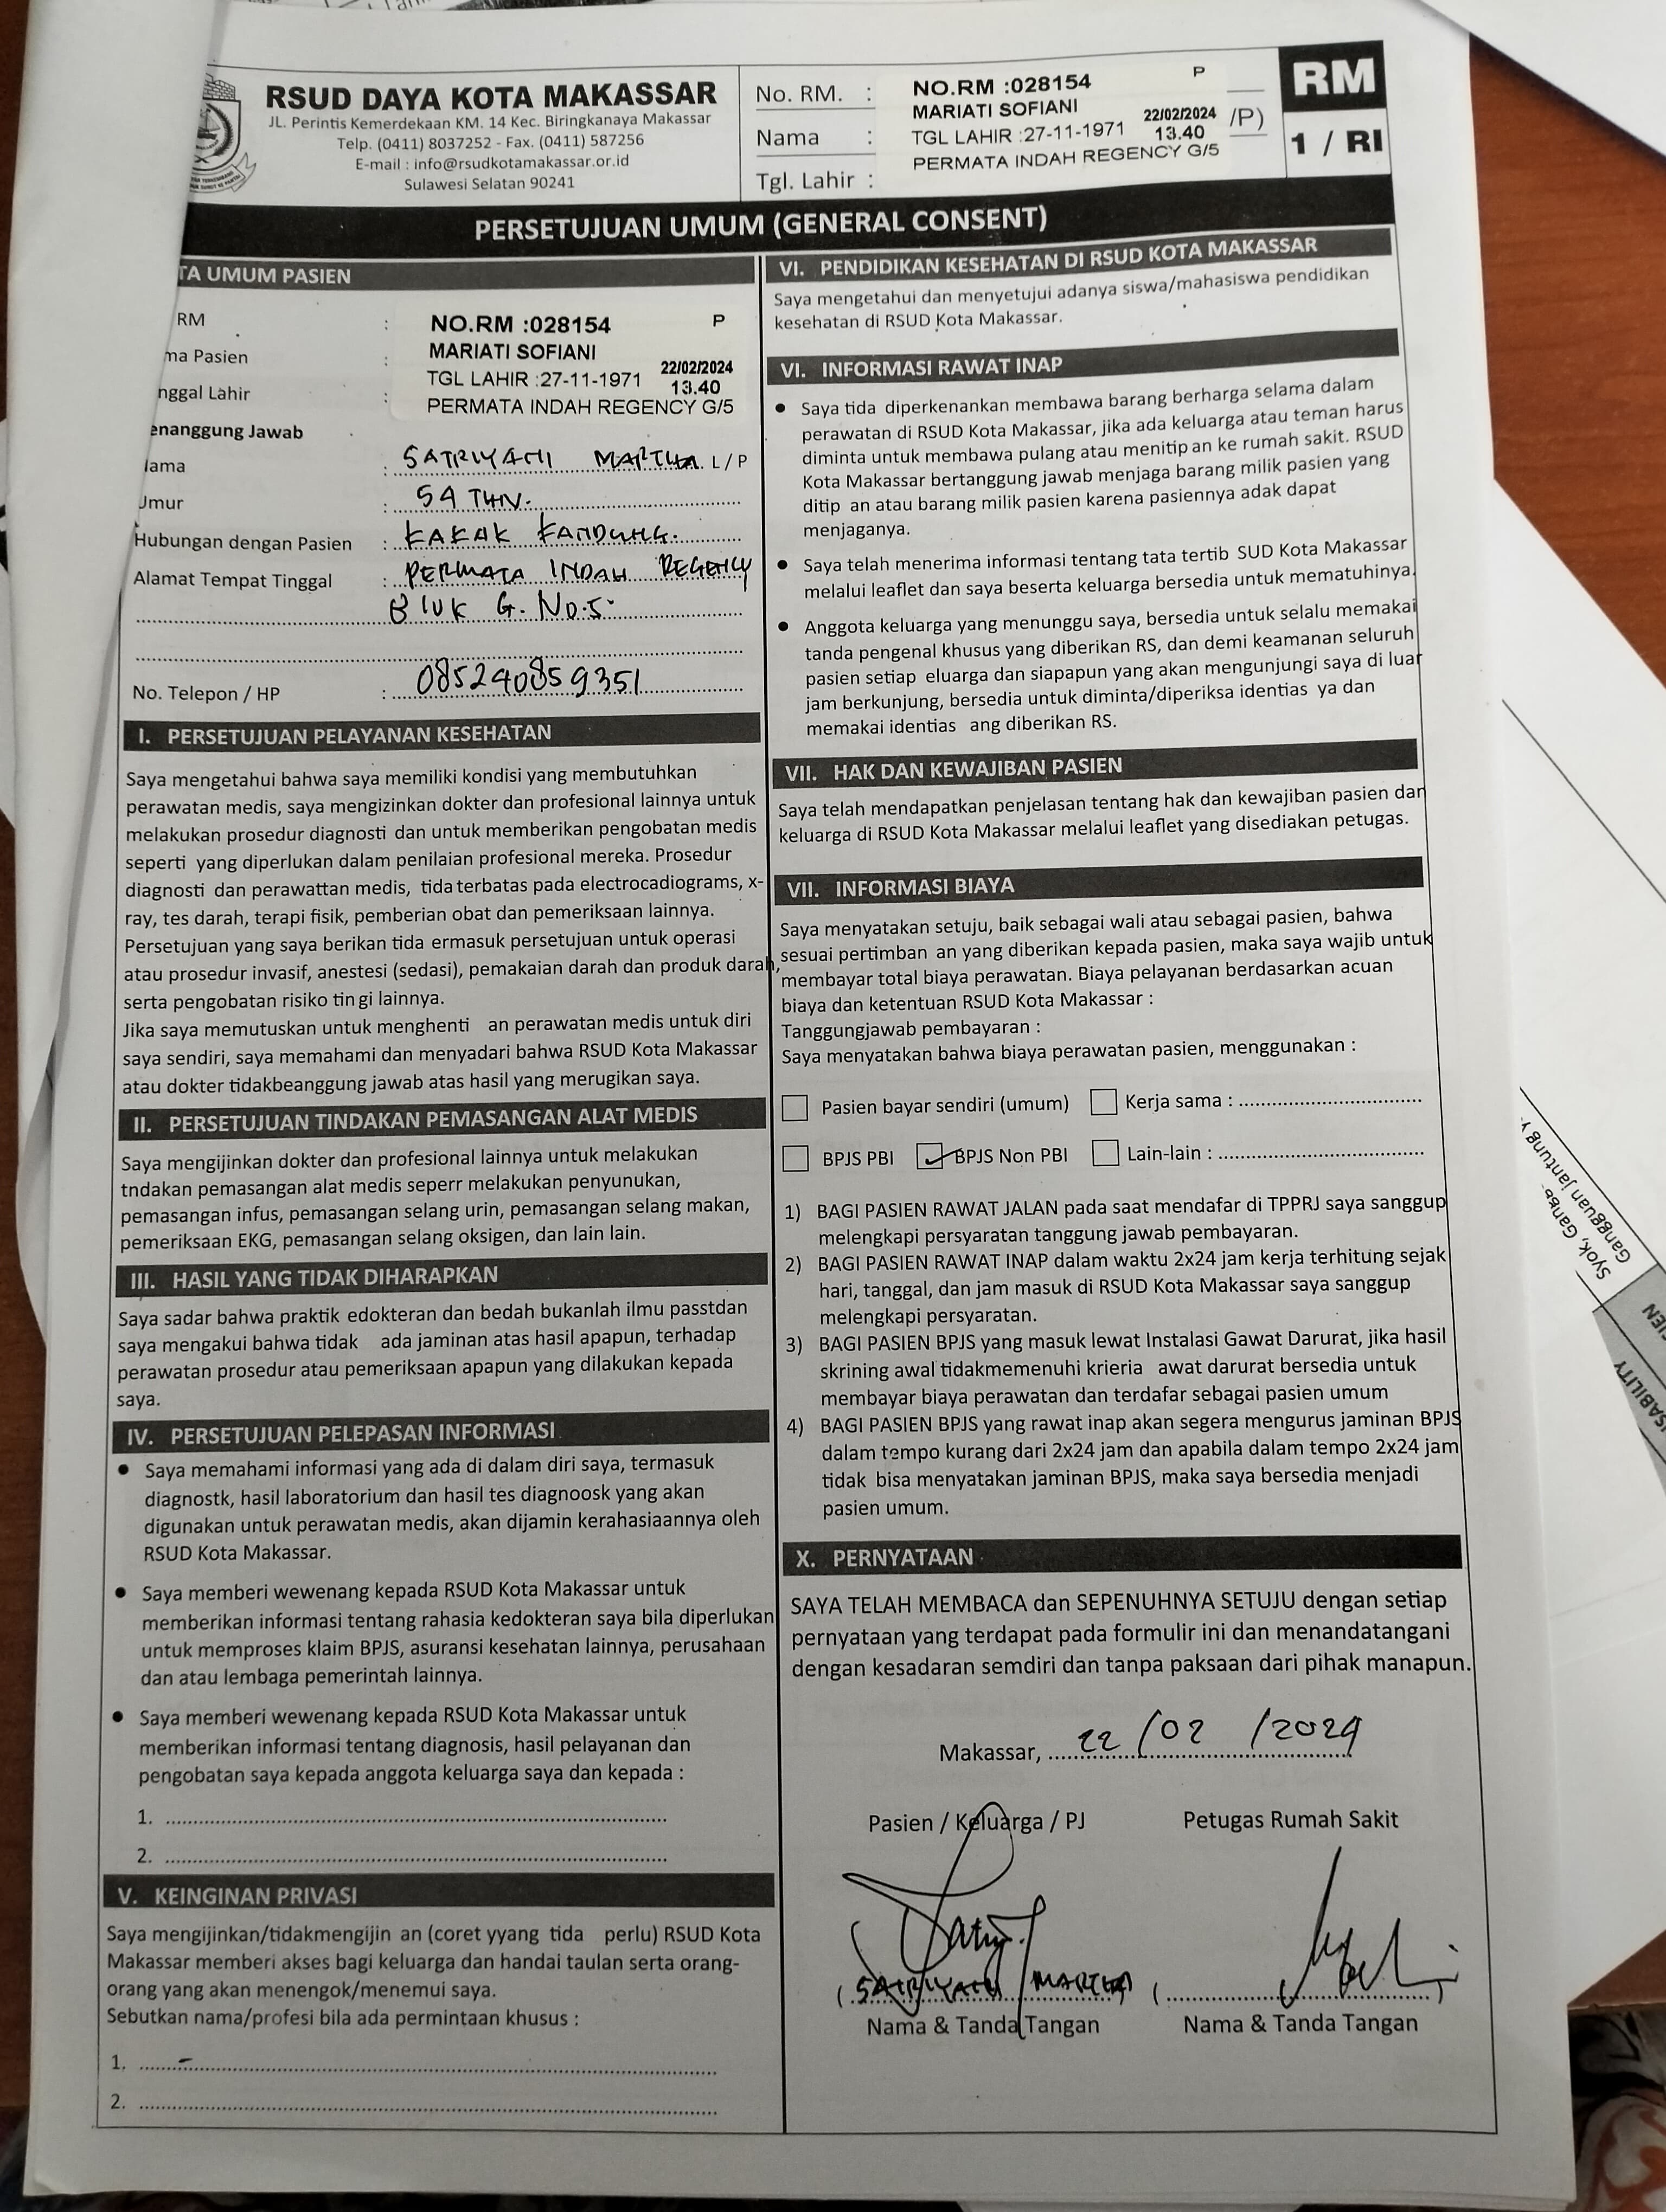 RSUD DAYA KOTA MAKASSAR
JL. Perintis Kemerdekaan KM. 14 Kec. Biringkanaya Makassar
Telp. (0411) 8037252 - Fax. (0411) 587256
E-mail : info@rsudkotamakassar.or.id
Sulawesi Selatan 90241
No. RM. :
Nama :
Tgl. Lahir :
NO.RM :028154 P
MARIATI SOFIANI 22/02/2024
TGL LAHIR :27-11-1971 13.40
PERMATA INDAH REGENCY G/5
/P)
RM
1 / RI
PERSETUJUAN UMUM (GENERAL CONSENT)
TA UMUM PASIEN
RM :
ma Pasien :
nggal Lahir :
NO.RM :028154 P
MARIATI SOFIANI 22/02/2024
TGL LAHIR :27-11-1971 13.40
PERMATA INDAH REGENCY G/5
enanggung Jawab
lama : SATRIYANI MARTHA L / P
Umur : 54 THN.
Hubungan dengan Pasien : KAKAK KANDUNG.
Alamat Tempat Tinggal : PERMATA INDAH REGENCY
BLOK G. NO.5
No. Telepon / HP : 085240859351
I. PERSETUJUAN PELAYANAN KESEHATAN
Saya mengetahui bahwa saya memiliki kondisi yang membutuhkan
perawatan medis, saya mengizinkan dokter dan profesional lainnya untuk
melakukan prosedur diagnosti dan untuk memberikan pengobatan medis
seperti yang diperlukan dalam penilaian profesional mereka. Prosedur
diagnosti dan perawattan medis, tida terbatas pada electrocadiograms, x-
ray, tes darah, terapi fisik, pemberian obat dan pemeriksaan lainnya.
Persetujuan yang saya berikan tida ermasuk persetujuan untuk operasi
atau prosedur invasif, anestesi (sedasi), pemakaian darah dan produk darah,
serta pengobatan risiko tin gi lainnya.
Jika saya memutuskan untuk menghenti an perawatan medis untuk diri
saya sendiri, saya memahami dan menyadari bahwa RSUD Kota Makassar
atau dokter tidakbeanggung jawab atas hasil yang merugikan saya.
II. PERSETUJUAN TINDAKAN PEMASANGAN ALAT MEDIS
Saya mengijinkan dokter dan profesional lainnya untuk melakukan
tndakan pemasangan alat medis seperr melakukan penyunukan,
pemasangan infus, pemasangan selang urin, pemasangan selang makan,
pemeriksaan EKG, pemasangan selang oksigen, dan lain lain.
III. HASIL YANG TIDAK DIHARAPKAN
Saya sadar bahwa praktik edokteran dan bedah bukanlah ilmu passtdan
saya mengakui bahwa tidak ada jaminan atas hasil apapun, terhadap
perawatan prosedur atau pemeriksaan apapun yang dilakukan kepada
saya.
IV. PERSETUJUAN PELEPASAN INFORMASI
• Saya memahami informasi yang ada di dalam diri saya, termasuk
diagnostk, hasil laboratorium dan hasil tes diagnoosk yang akan
digunakan untuk perawatan medis, akan dijamin kerahasiaannya oleh
RSUD Kota Makassar.
• Saya memberi wewenang kepada RSUD Kota Makassar untuk
memberikan informasi tentang rahasia kedokteran saya bila diperlukan
untuk memproses klaim BPJS, asuransi kesehatan lainnya, perusahaan
dan atau lembaga pemerintah lainnya.
• Saya memberi wewenang kepada RSUD Kota Makassar untuk
memberikan informasi tentang diagnosis, hasil pelayanan dan
pengobatan saya kepada anggota keluarga saya dan kepada :
1.
2.
V. KEINGINAN PRIVASI
Saya mengijinkan/tidakmengijin an (coret yyang tida perlu) RSUD Kota
Makassar memberi akses bagi keluarga dan handai taulan serta orang-
orang yang akan menengok/menemui saya.
Sebutkan nama/profesi bila ada permintaan khusus :
1. -
2.
VI. PENDIDIKAN KESEHATAN DI RSUD KOTA MAKASSAR
Saya mengetahui dan menyetujui adanya siswa/mahasiswa pendidikan
kesehatan di RSUD Kota Makassar.
VI. INFORMASI RAWAT INAP
• Saya tida diperkenankan membawa barang berharga selama dalam
perawatan di RSUD Kota Makassar, jika ada keluarga atau teman harus
diminta untuk membawa pulang atau menitip an ke rumah sakit. RSUD
Kota Makassar bertanggung jawab menjaga barang milik pasien yang
ditip an atau barang milik pasien karena pasiennya adak dapat
menjaganya.
• Saya telah menerima informasi tentang tata tertib SUD Kota Makassar
melalui leaflet dan saya beserta keluarga bersedia untuk mematuhinya.
• Anggota keluarga yang menunggu saya, bersedia untuk selalu memakai
tanda pengenal khusus yang diberikan RS, dan demi keamanan seluruh
pasien setiap eluarga dan siapapun yang akan mengunjungi saya di luar
jam berkunjung, bersedia untuk diminta/diperiksa identias ya dan
memakai identias ang diberikan RS.
VII. HAK DAN KEWAJIBAN PASIEN
Saya telah mendapatkan penjelasan tentang hak dan kewajiban pasien dan
keluarga di RSUD Kota Makassar melalui leaflet yang disediakan petugas.
VII. INFORMASI BIAYA
Saya menyatakan setuju, baik sebagai wali atau sebagai pasien, bahwa
sesuai pertimban an yang diberikan kepada pasien, maka saya wajib untuk
membayar total biaya perawatan. Biaya pelayanan berdasarkan acuan
biaya dan ketentuan RSUD Kota Makassar :
Tanggungjawab pembayaran :
Saya menyatakan bahwa biaya perawatan pasien, menggunakan :
Pasien bayar sendiri (umum) Kerja sama :
BPJS PBI BPJS Non PBI Lain-lain :
1) BAGI PASIEN RAWAT JALAN pada saat mendafar di TPPRJ saya sanggup
melengkapi persyaratan tanggung jawab pembayaran.
2) BAGI PASIEN RAWAT INAP dalam waktu 2x24 jam kerja terhitung sejak
hari, tanggal, dan jam masuk di RSUD Kota Makassar saya sanggup
melengkapi persyaratan.
3) BAGI PASIEN BPJS yang masuk lewat Instalasi Gawat Darurat, jika hasil
skrining awal tidakmemenuhi krieria awat darurat bersedia untuk
membayar biaya perawatan dan terdafar sebagai pasien umum
4) BAGI PASIEN BPJS yang rawat inap akan segera mengurus jaminan BPJS
dalam tempo kurang dari 2x24 jam dan apabila dalam tempo 2x24 jam
tidak bisa menyatakan jaminan BPJS, maka saya bersedia menjadi
pasien umum.
X. PERNYATAAN
SAYA TELAH MEMBACA dan SEPENUHNYA SETUJU dengan setiap
pernyataan yang terdapat pada formulir ini dan menandatangani
dengan kesadaran semdiri dan tanpa paksaan dari pihak manapun.
Makassar, 22/02/2024
Pasien / Keluarga / PJ Petugas Rumah Sakit
(SATRIYANI MARTHA) ( )
Nama & Tanda Tangan Nama & Tanda Tangan
Gangguan jantung
Syok,